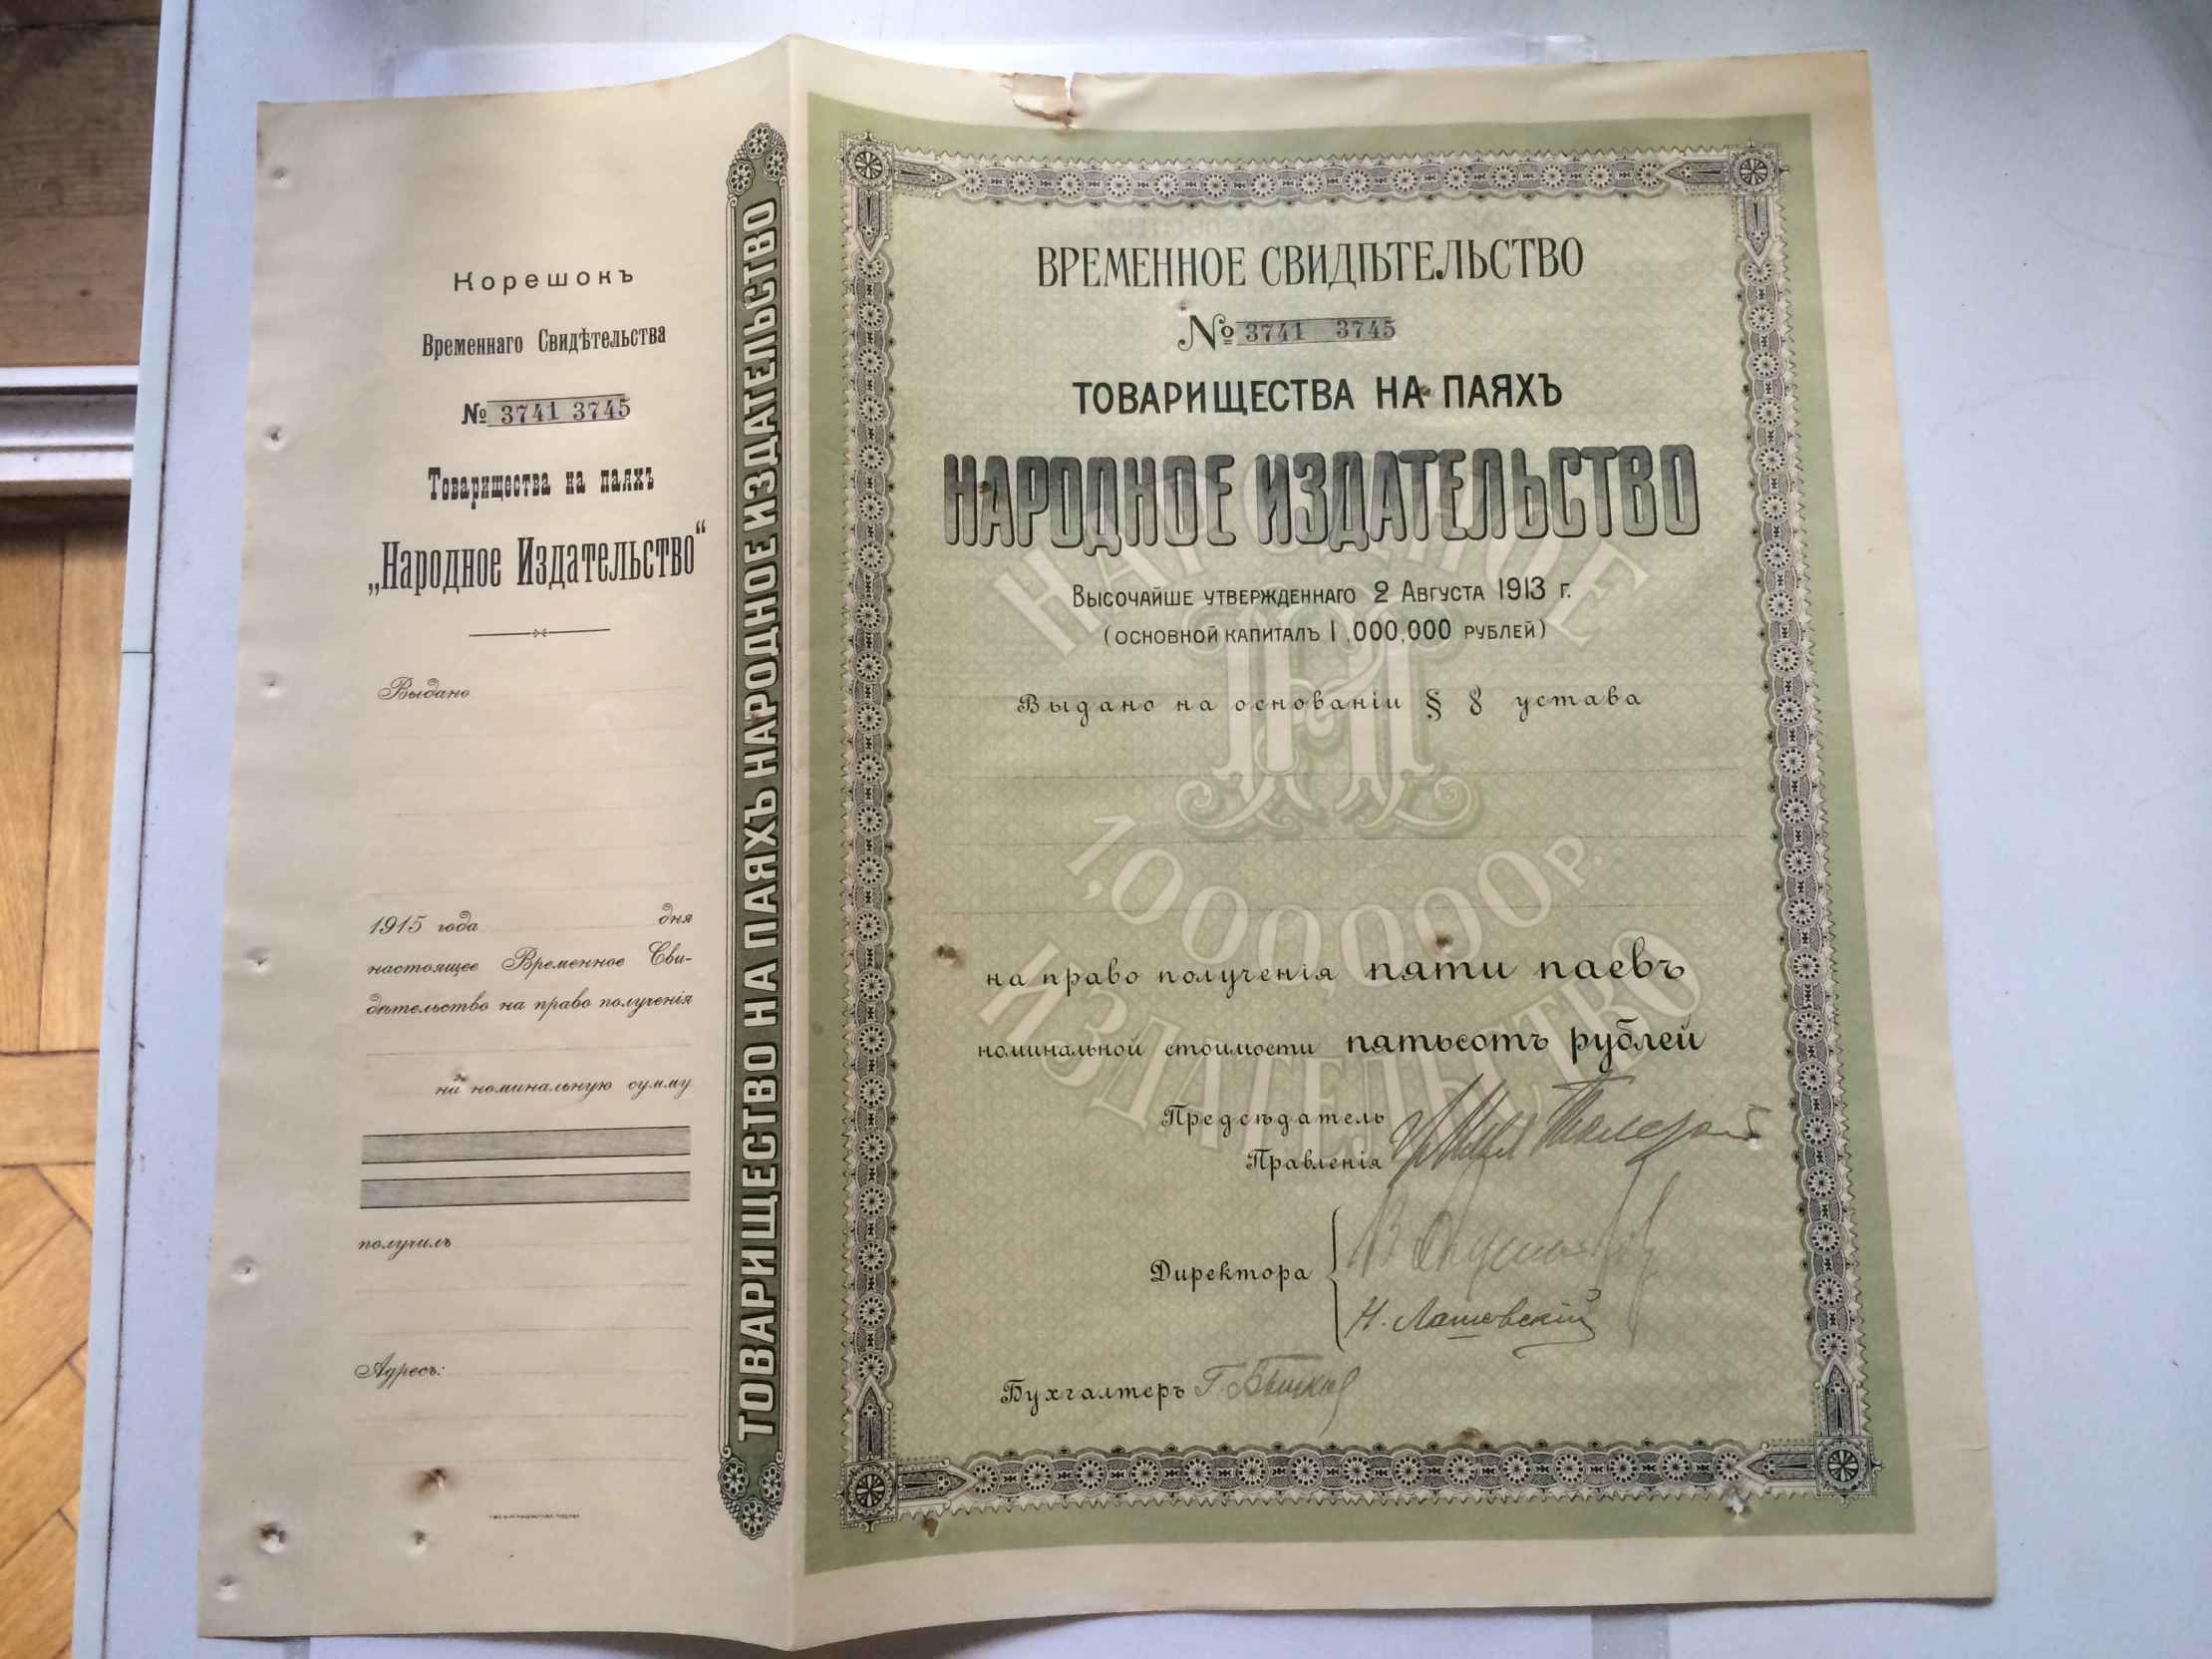 Корешокъ
Временнаго Свидѣтельства
№ 3741 3745
Товарищества на паяхъ
„Народное Издательство“
Выдано
1915 года дня
настоящее Временное Сви-
дѣтельство на право полученія
на номинальную сумму
получилъ
Адресъ:
ТОВАРИЩЕСТВО НА ПАЯХЪ НАРОДНОЕ ИЗДАТЕЛЬСТВО
ВРЕМЕННОЕ СВИДѢТЕЛЬСТВО
№ 3741 3745
ТОВАРИЩЕСТВА НА ПАЯХЪ
НАРОДНОЕ ИЗДАТЕЛЬСТВО
Высочайше утвержденнаго 2 Августа 1913 г.
(основной капиталъ 1.000,000 рублей)
Выдано на основаніи § 8 устава
НАРОДНОЕ
НИ
1,000000р.
ИЗДАТЕЛЬСТВО
на право полученія пяти паевъ
номинальной стоимости пятьсотъ рублей
Предсѣдатель
Правленія
Директора
Н. Лашевскій
Бухгалтеръ